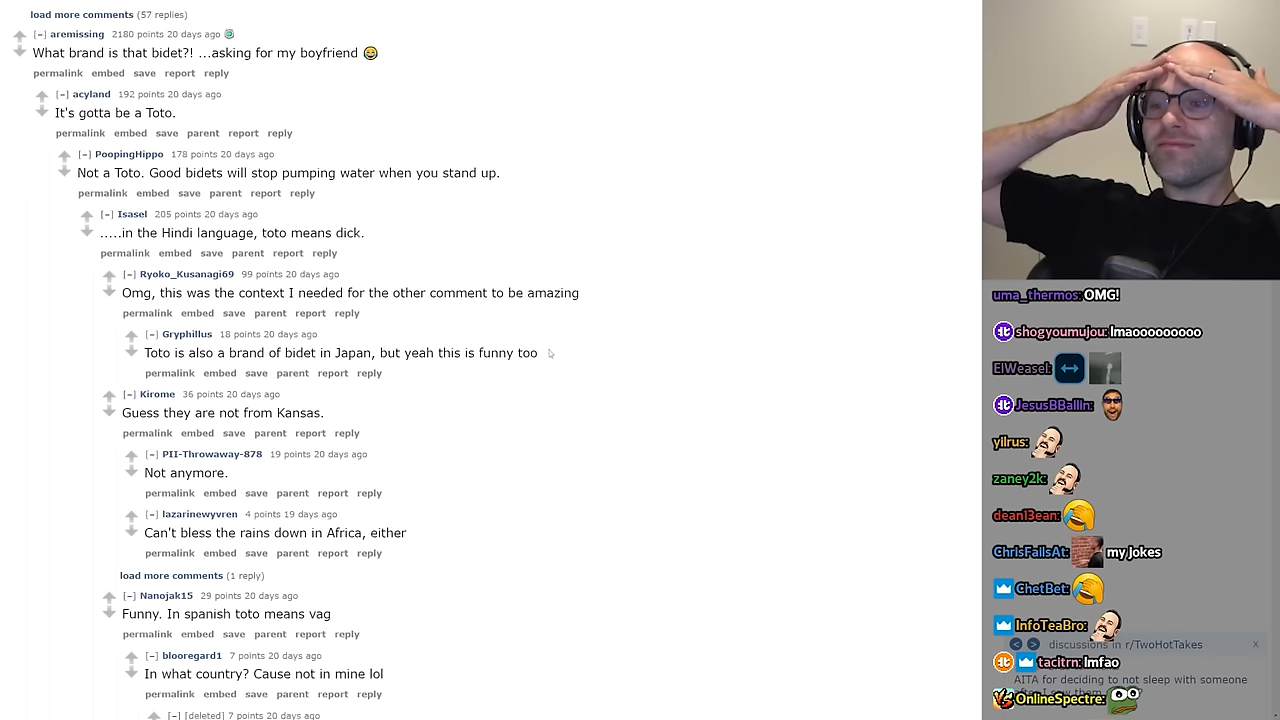 load more comments (57 replies)
[–] aremissing 2180 points 20 days ago
What brand is that bidet?! ...asking for my boyfriend 😅
permalink embed save report reply
[–] acyland 192 points 20 days ago
It's gotta be a Toto.
permalink embed save parent report reply
[–] PoopingHippo 178 points 20 days ago
Not a Toto. Good bidets will stop pumping water when you stand up.
permalink embed save parent report reply
[–] Isasel 205 points 20 days ago
.....in the Hindi language, toto means dick.
permalink embed save parent report reply
[–] Ryoko_Kusanagi69 99 points 20 days ago
Omg, this was the context I needed for the other comment to be amazing
permalink embed save parent report reply
[–] Gryphillus 18 points 20 days ago
Toto is also a brand of bidet in Japan, but yeah this is funny too
permalink embed save parent report reply
[–] Kirome 36 points 20 days ago
Guess they are not from Kansas.
permalink embed save parent report reply
[–] PII-Throwaway-878 19 points 20 days ago
Not anymore.
permalink embed save parent report reply
[–] lazarinewyvren 4 points 19 days ago
Can't bless the rains down in Africa, either
permalink embed save parent report reply
load more comments (1 reply)
[–] Nanojak15 29 points 20 days ago
Funny. In spanish toto means vag
permalink embed save parent report reply
[–] blooregard1 7 points 20 days ago
In what country? Cause not in mine lol
permalink embed save parent report reply
[–] [deleted] 7 points 20 days ago
uma_thermos: OMG!
shogyoumujou: lmaooooooooo
ElWeasel:
JesusBBallin:
yilrus:
zaney2k:
dean13ean:
ChrisFailsAt: my Jokes
ChetBet:
InfoTeaBro:
< > discussions in r/TwoHotTakes X
tacitrn: lmfao
AITA for deciding to not sleep with someone
OnlineSpectre: